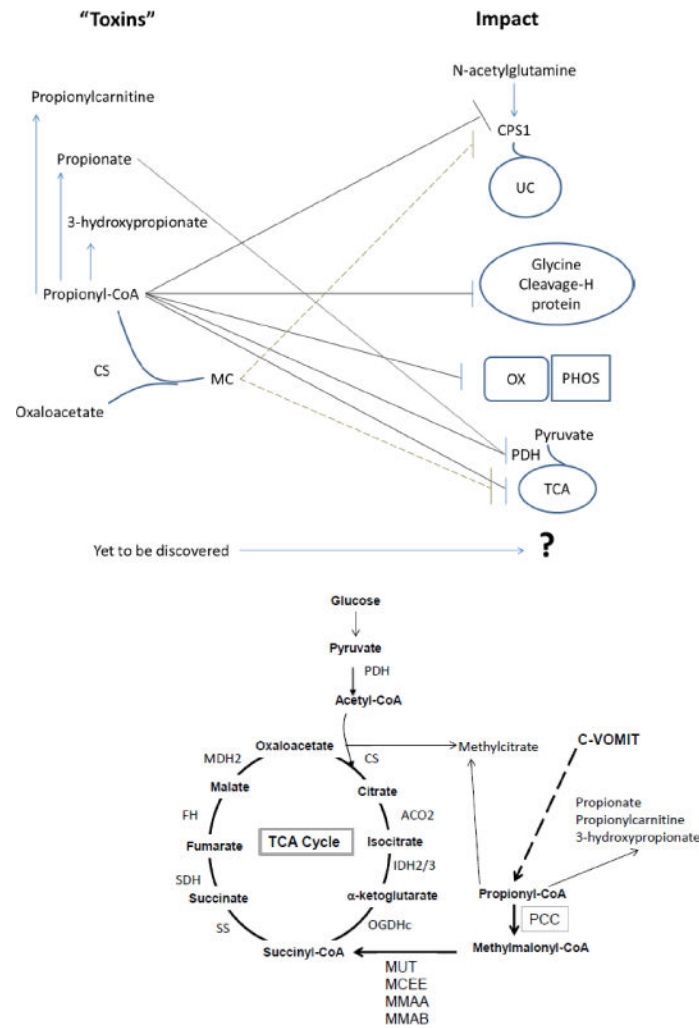 “Toxins”
Impact
N-acetylglutamine
Propionylcarnitine
CPS1
Propionate
UC
3-hydroxypropionate
Glycine
Cleavage-H
protein
Propionyl-CoA
CS
MC
OX
PHOS
Oxaloacetate
Pyruvate
PDH
TCA
Yet to be discovered
?
Glucose
Pyruvate
PDH
Acetyl-CoA
Oxaloacetate
Methylcitrate
C-VOMIT
MDH2
CS
Malate
Citrate
Propionate
Propionylcarnitine
3-hydroxypropionate
FH
ACO2
Fumarate
TCA Cycle
Isocitrate
IDH2/3
SDH
Succinate
α-ketoglutarate
Propionyl-CoA
PCC
SS
OGDHc
Succinyl-CoA
Methylmalonyl-CoA
MUT
MCEE
MMAA
MMAB